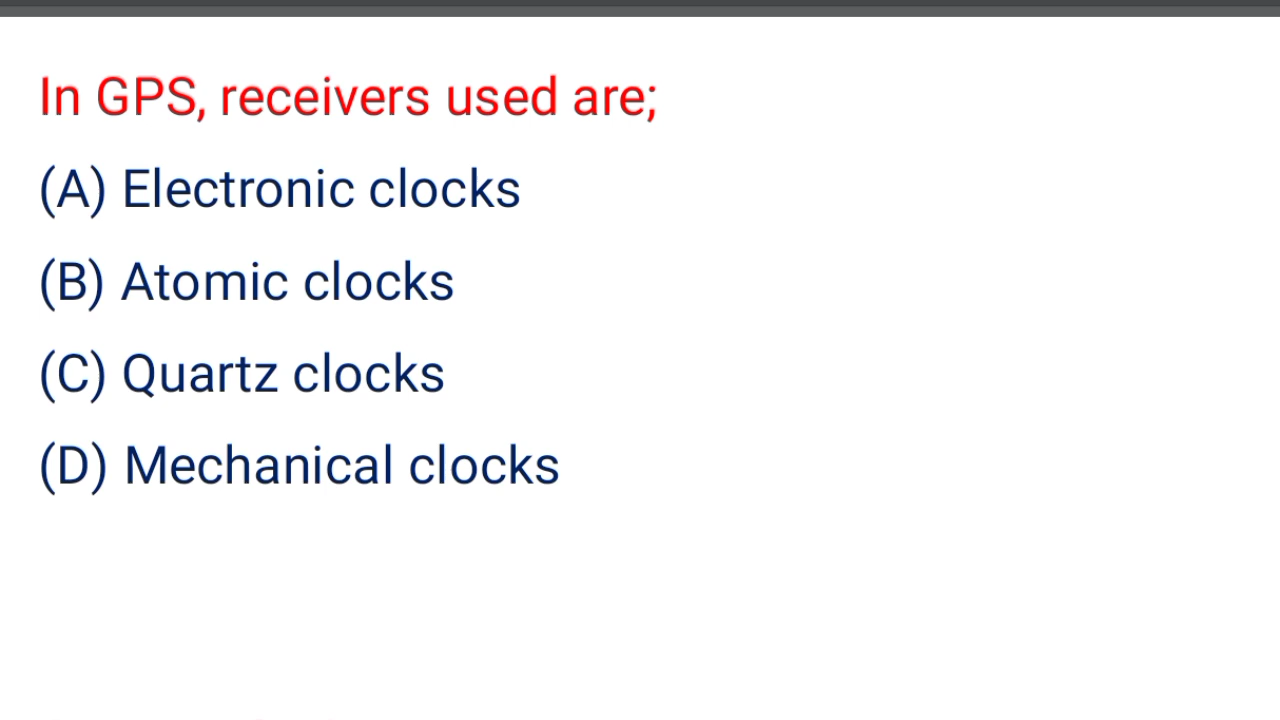 In GPS, receivers used are;
(A) Electronic clocks
(B) Atomic clocks
(C) Quartz clocks
(D) Mechanical clocks